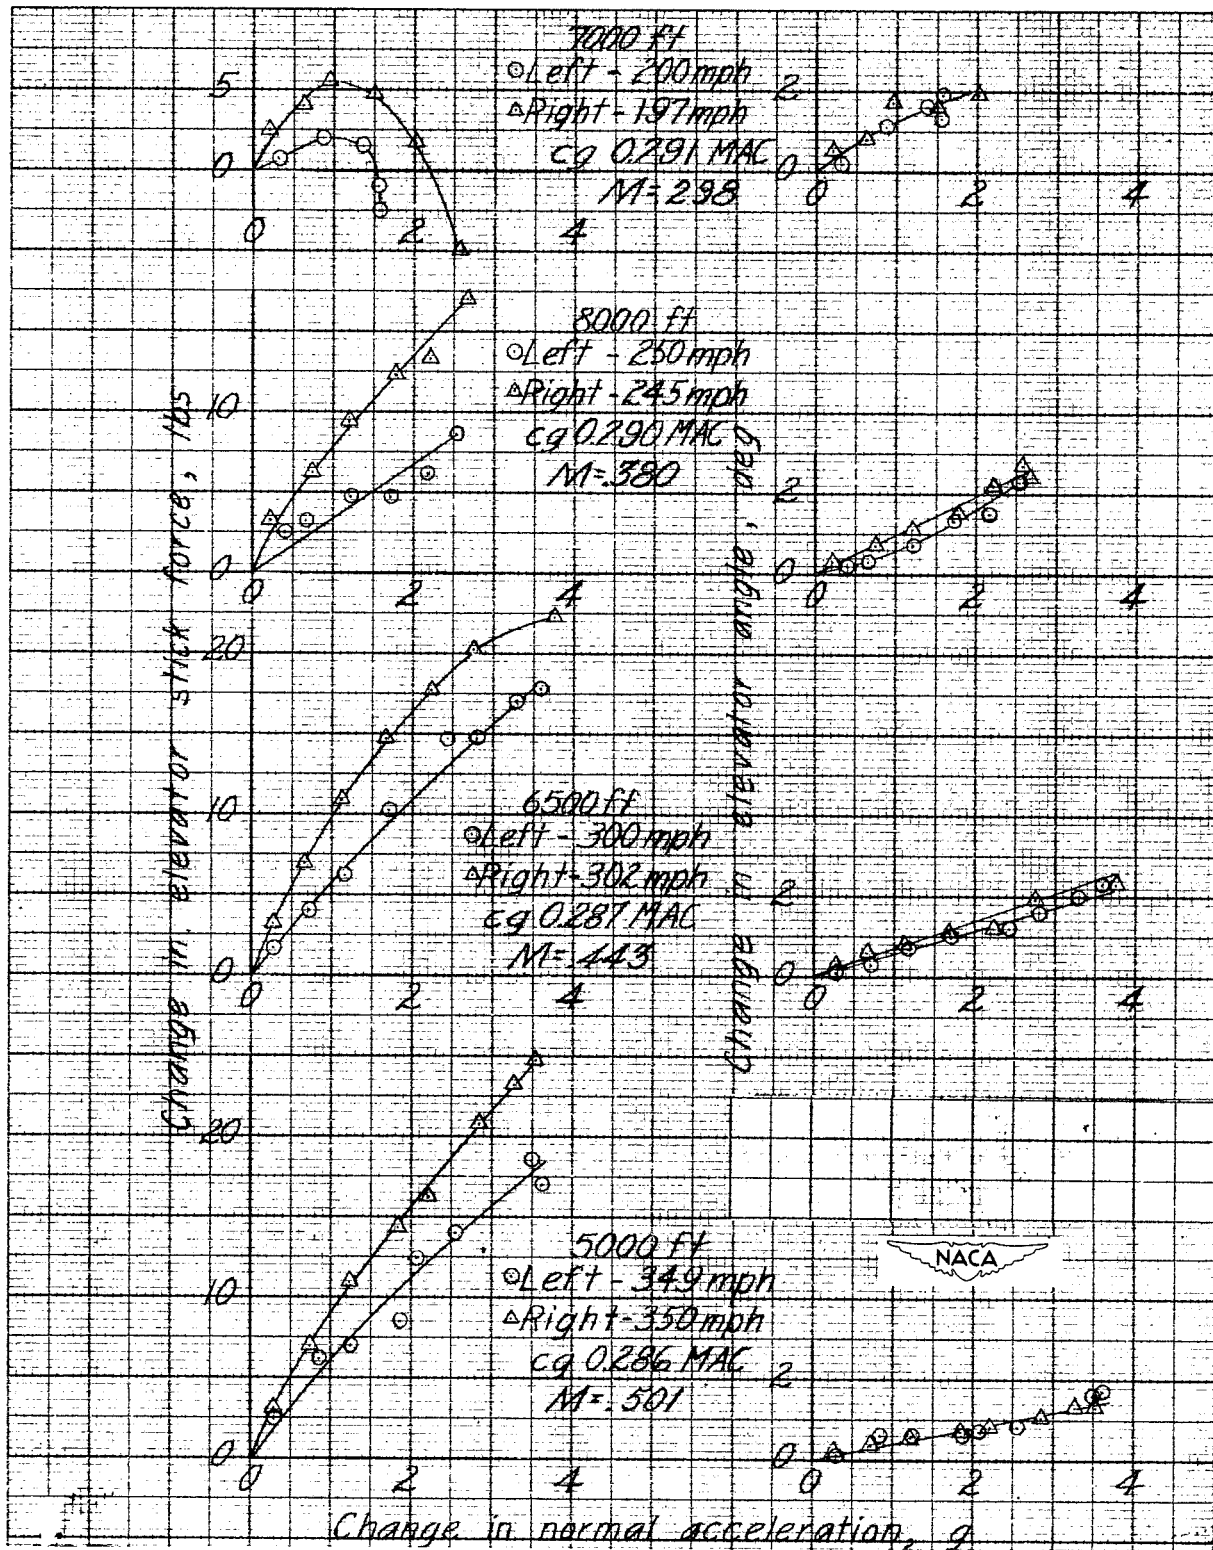 7000 ft
Left - 200 mph
Right - 197 mph
cg 0.291 MAC
M=.298
5
0
0 2 4
2
0
0 2 4
8000 ft
Left - 250 mph
Right - 245 mph
cg 0.290 MAC
M=.380
10
0
0 2 4
2
0
0 2 4
6500 ft
Left - 300 mph
Right - 302 mph
cg 0.287 MAC
M=.443
20
10
0
0 2 4
2
0
0 2 4
5000 ft
Left - 349 mph
Right - 350 mph
cg 0.286 MAC
M=.501
20
10
0
0 2 4
2
0
0 2 4
Change in elevator stick force, lbs
Change in elevator angle, deg
NACA
Change in normal acceleration, g